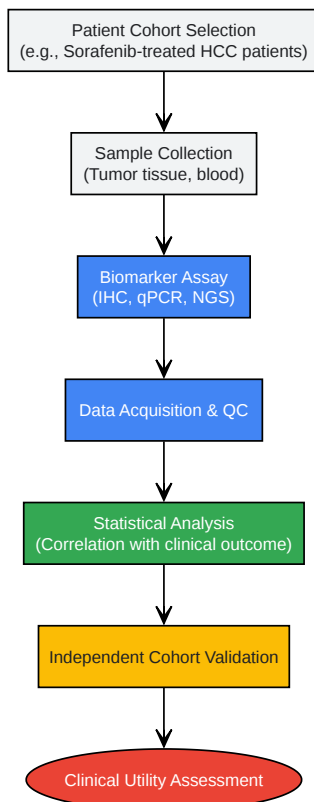 Patient Cohort Selection
(e.g., Sorafenib-treated HCC patients)
Sample Collection
(Tumor tissue, blood)
Biomarker Assay
(IHC, qPCR, NGS)
Data Acquisition & QC
Statistical Analysis
(Correlation with clinical outcome)
Independent Cohort Validation
Clinical Utility Assessment